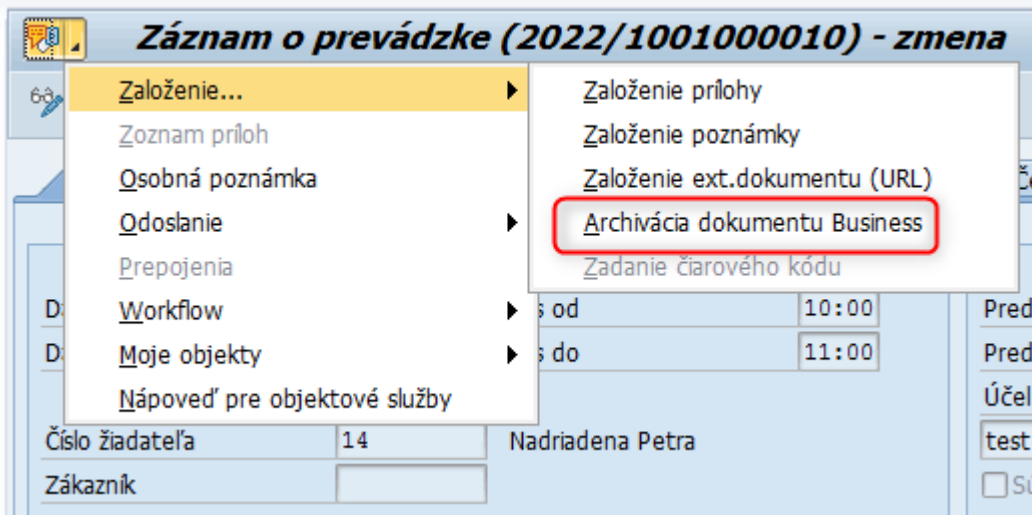 Záznam o prevádzke (2022/1001000010) - zmena
Založenie...
Zoznam príloh
Osobná poznámka
Odoslanie
Prepojenia
Workflow
Moje objekty
Nápoveď pre objektové služby
Založenie prílohy
Založenie poznámky
Založenie ext.dokumentu (URL)
Archivácia dokumentu Business
Zadanie čiarového kódu
od 10:00
do 11:00
Účel
Číslo žiadateľa 14 Nadriadena Petra test
Zákazník